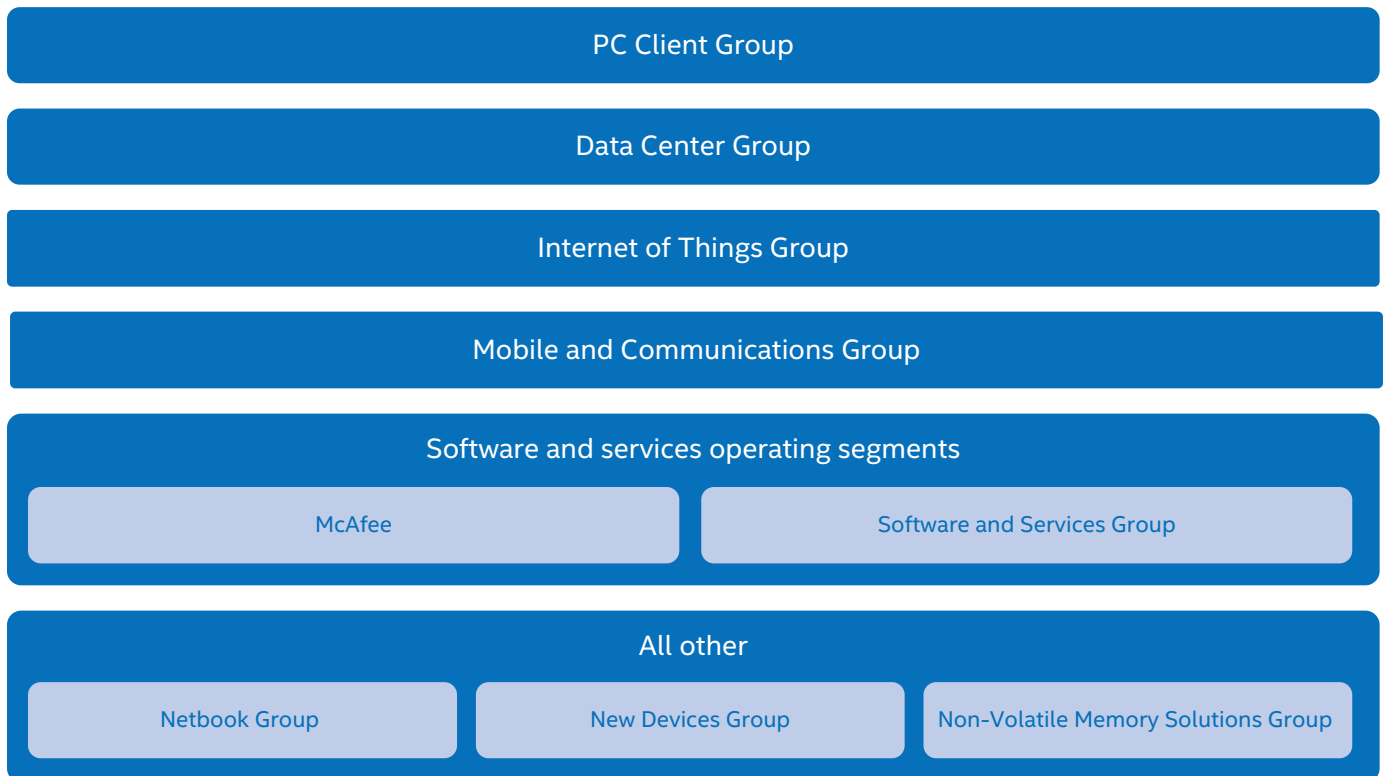 PC Client Group
Data Center Group
Internet of Things Group
Mobile and Communications Group
Software and services operating segments
McAfee
Software and Services Group
All other
Netbook Group
New Devices Group
Non-Volatile Memory Solutions Group